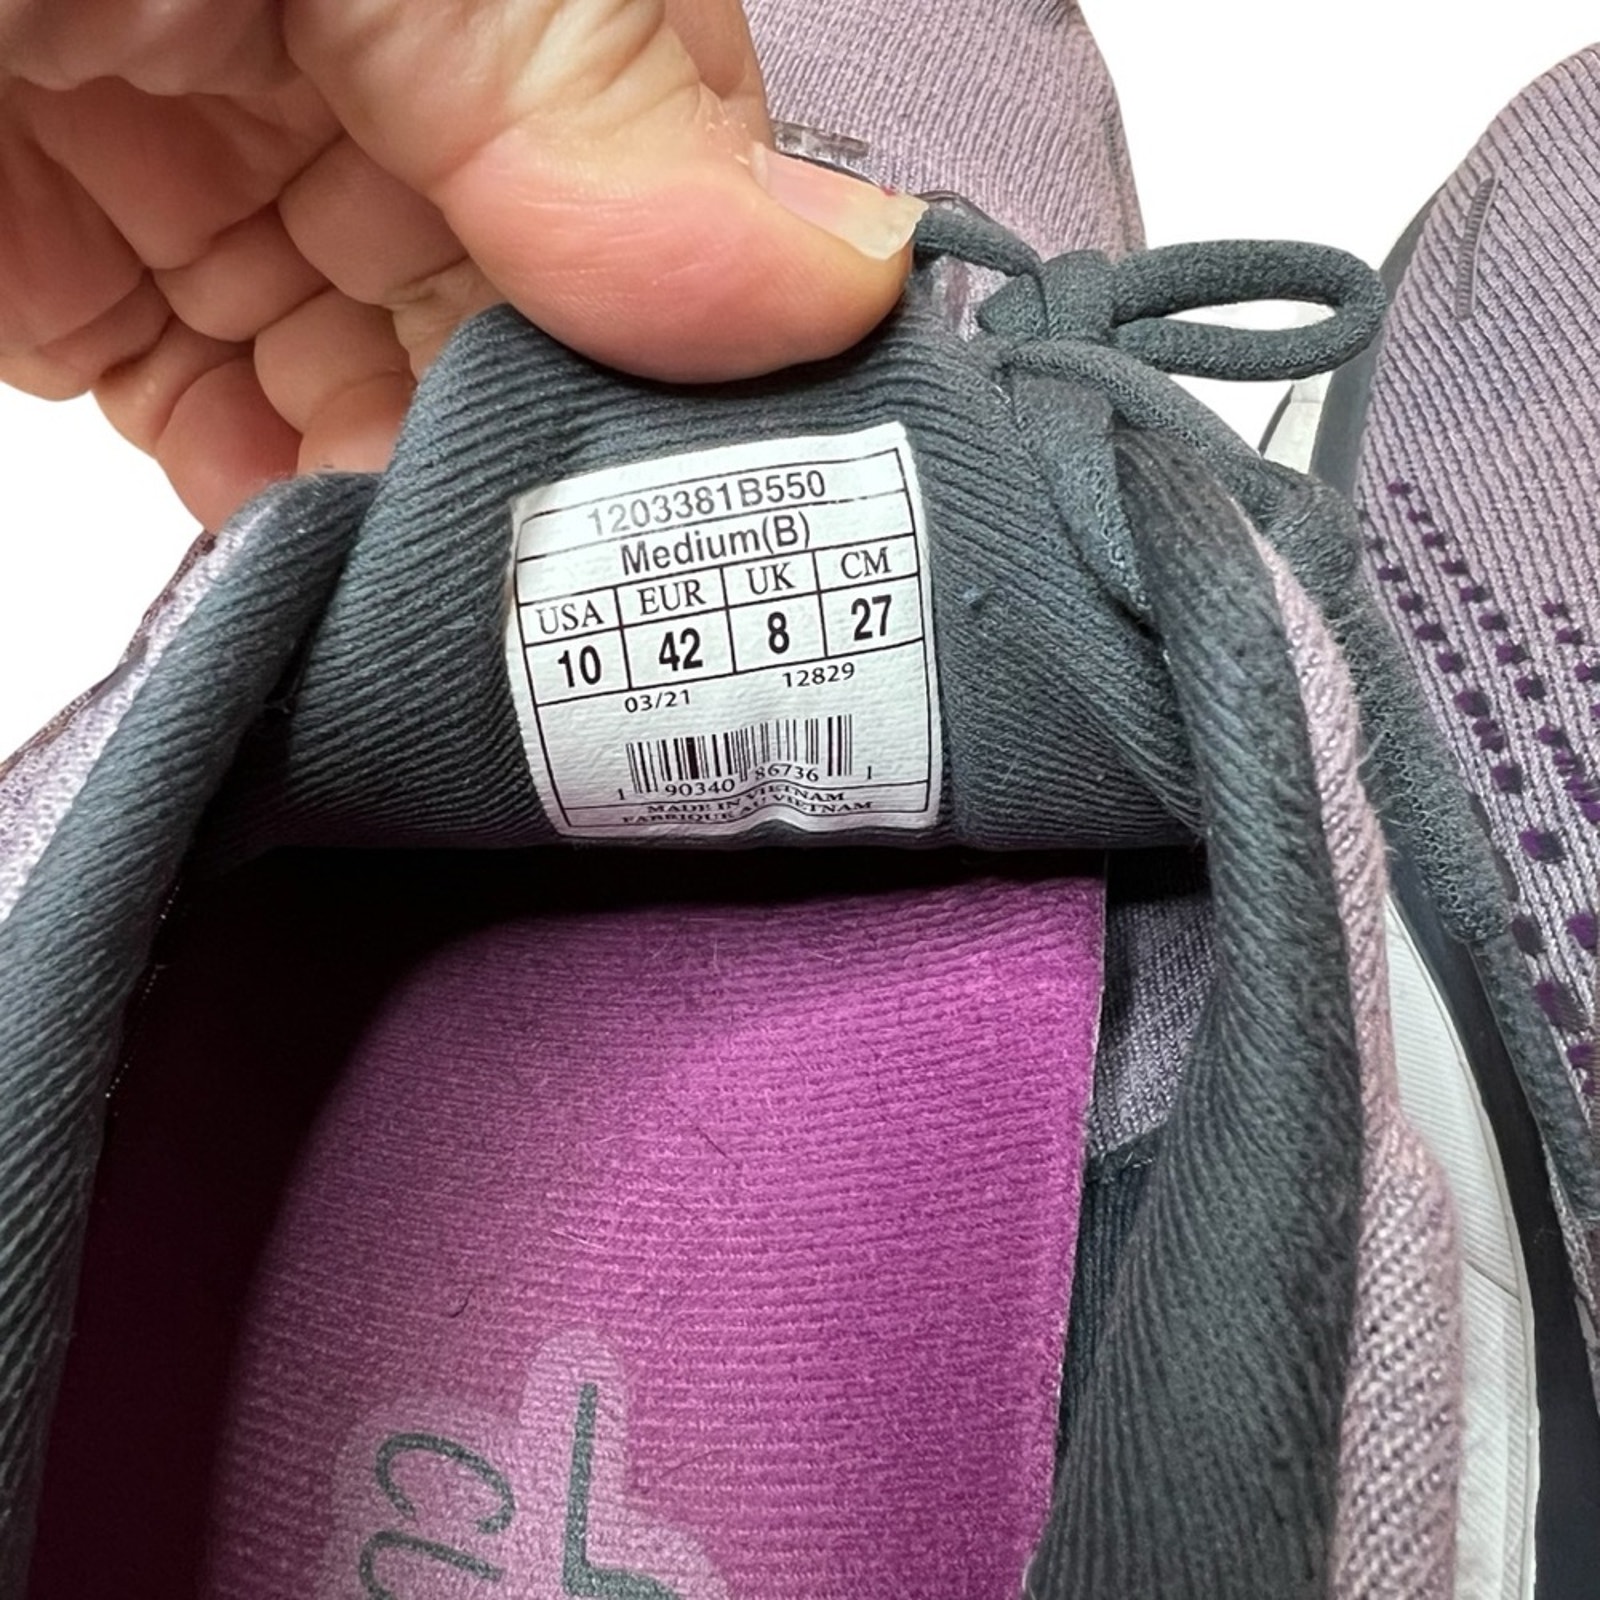 1203381B550
Medium(B)
USA EUR UK CM
10 42 8 27
03/21 12829
1 90340 86736 1
MADE IN VIETNAM
FABRIQUE AU VIETNAM